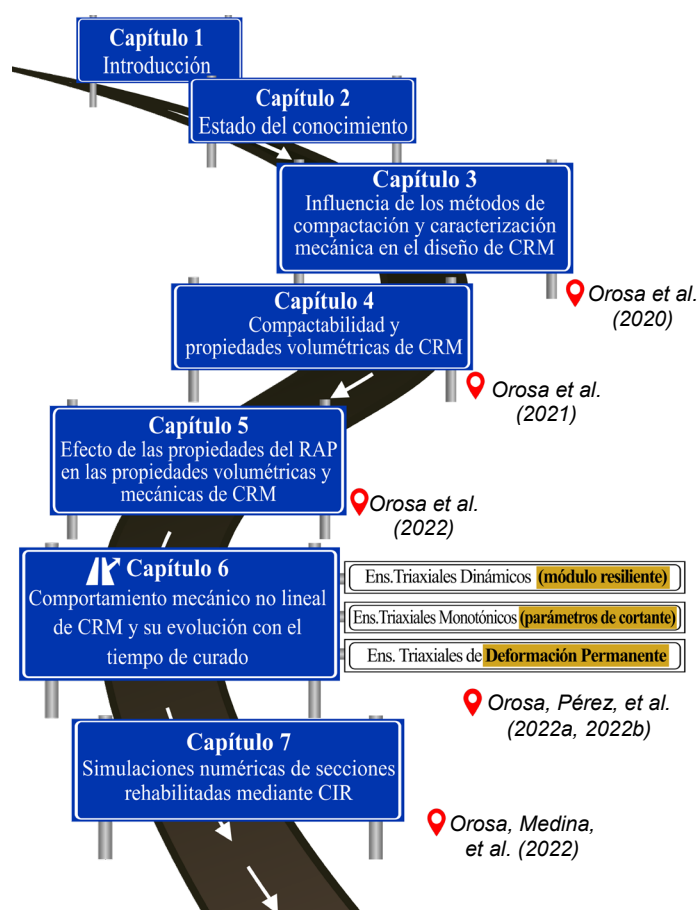 Capítulo 1
Introducción
Capítulo 2
Estado del conocimiento
Capítulo 3
Influencia de los métodos de
compactación y caracterización
mecánica en el diseño de CRM
Orosa et al.
(2020)
Capítulo 4
Compactabilidad y
propiedades volumétricas de CRM
Orosa et al.
(2021)
Capítulo 5
Efecto de las propiedades del RAP
en las propiedades volumétricas y
mecánicas de CRM
Orosa et al.
(2022)
Capítulo 6
Comportamiento mecánico no lineal
de CRM y su evolución con el
tiempo de curado
Ens.Triaxiales Dinámicos (módulo resiliente)
Ens.Triaxiales Monotónicos (parámetros de cortante)
Ens. Triaxiales de Deformación Permanente
Orosa, Pérez, et al.
(2022a, 2022b)
Capítulo 7
Simulaciones numéricas de secciones
rehabilitadas mediante CIR
Orosa, Medina,
et al. (2022)